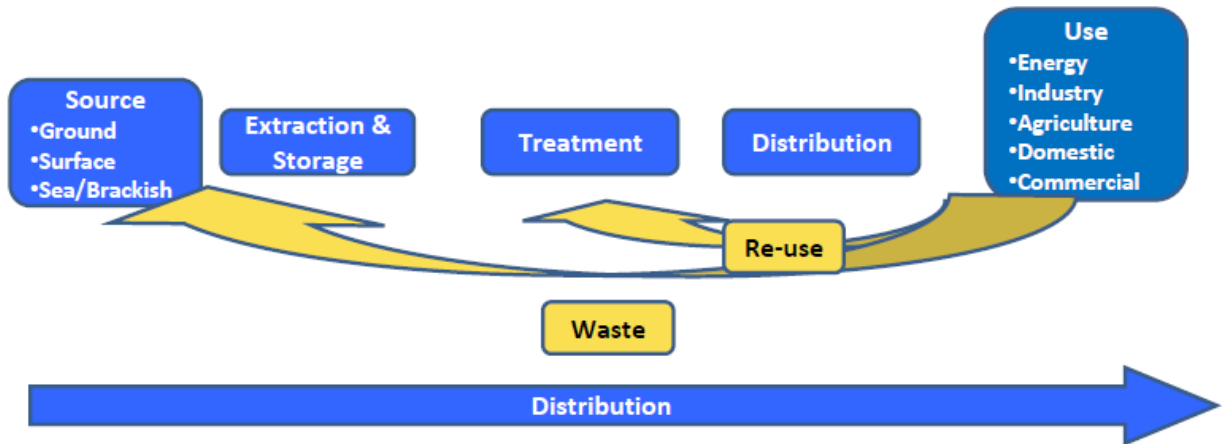 Source
•Ground
•Surface
•Sea/Brackish
Extraction &
Storage
Treatment
Distribution
Use
•Energy
•Industry
•Agriculture
•Domestic
•Commercial
Re-use
Waste
Distribution